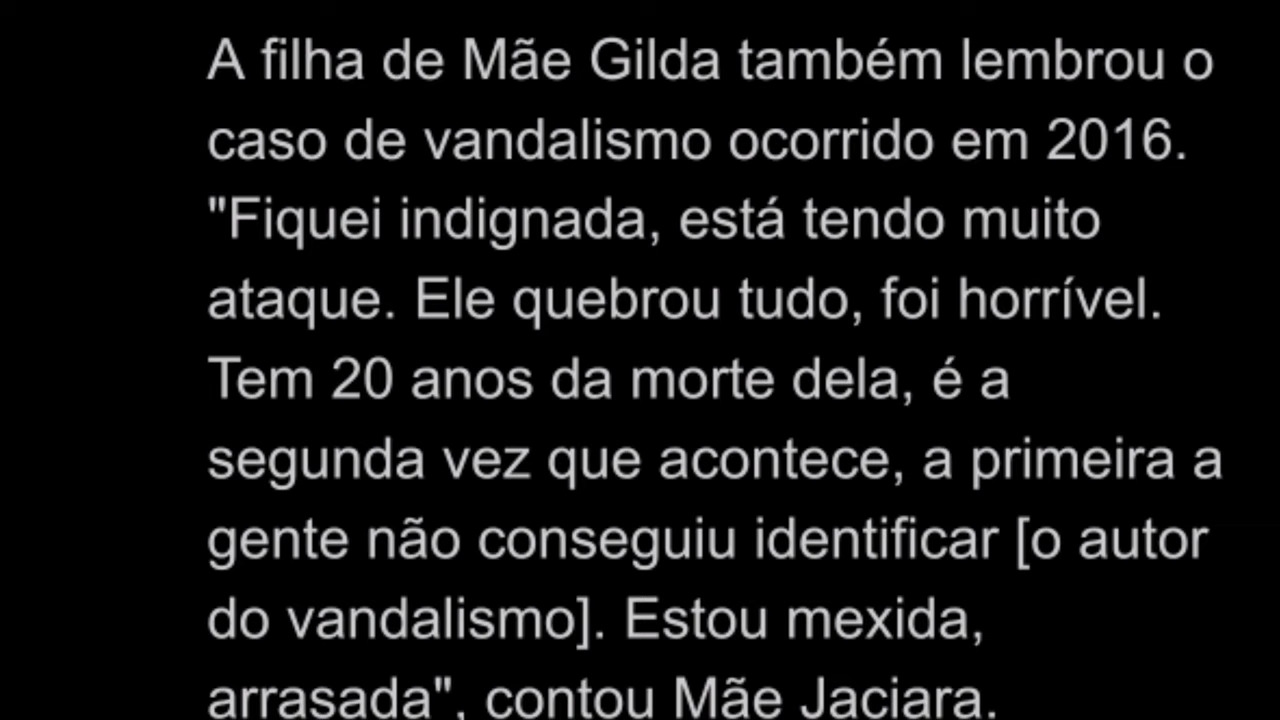 A filha de Mãe Gilda também lembrou o
caso de vandalismo ocorrido em 2016.
"Fiquei indignada, está tendo muito
ataque. Ele quebrou tudo, foi horrível.
Tem 20 anos da morte dela, é a
segunda vez que acontece, a primeira a
gente não conseguiu identificar [o autor
do vandalismo]. Estou mexida,
arrasada", contou Mãe Jaciara.